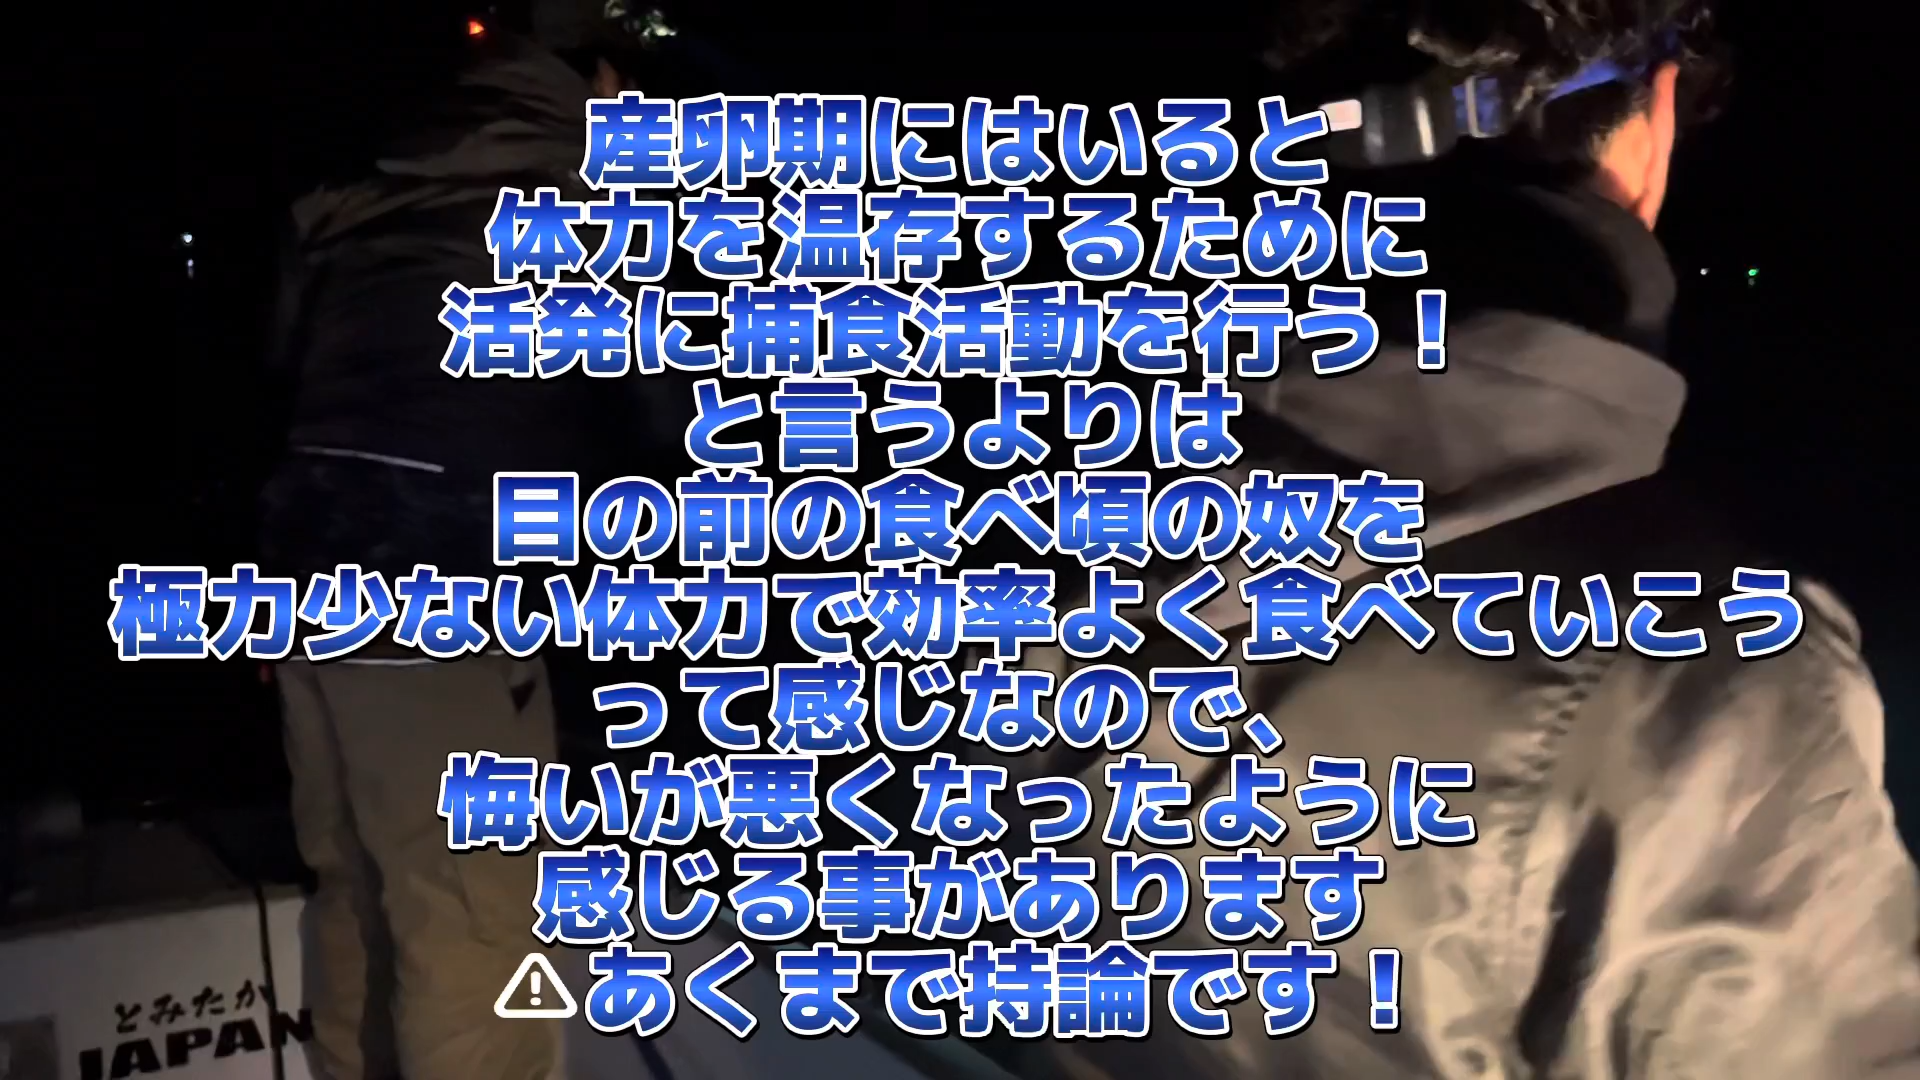 産卵期にはいると
体力を温存するために
活発に捕食活動を行う！
と言うよりは
目の前の食べ頃の奴を
極力少ない体力で効率よく食べていこう
って感じなので、
悔いが悪くなったように
感じる事があります
⚠あくまで持論です！
とみたか
JAPAN